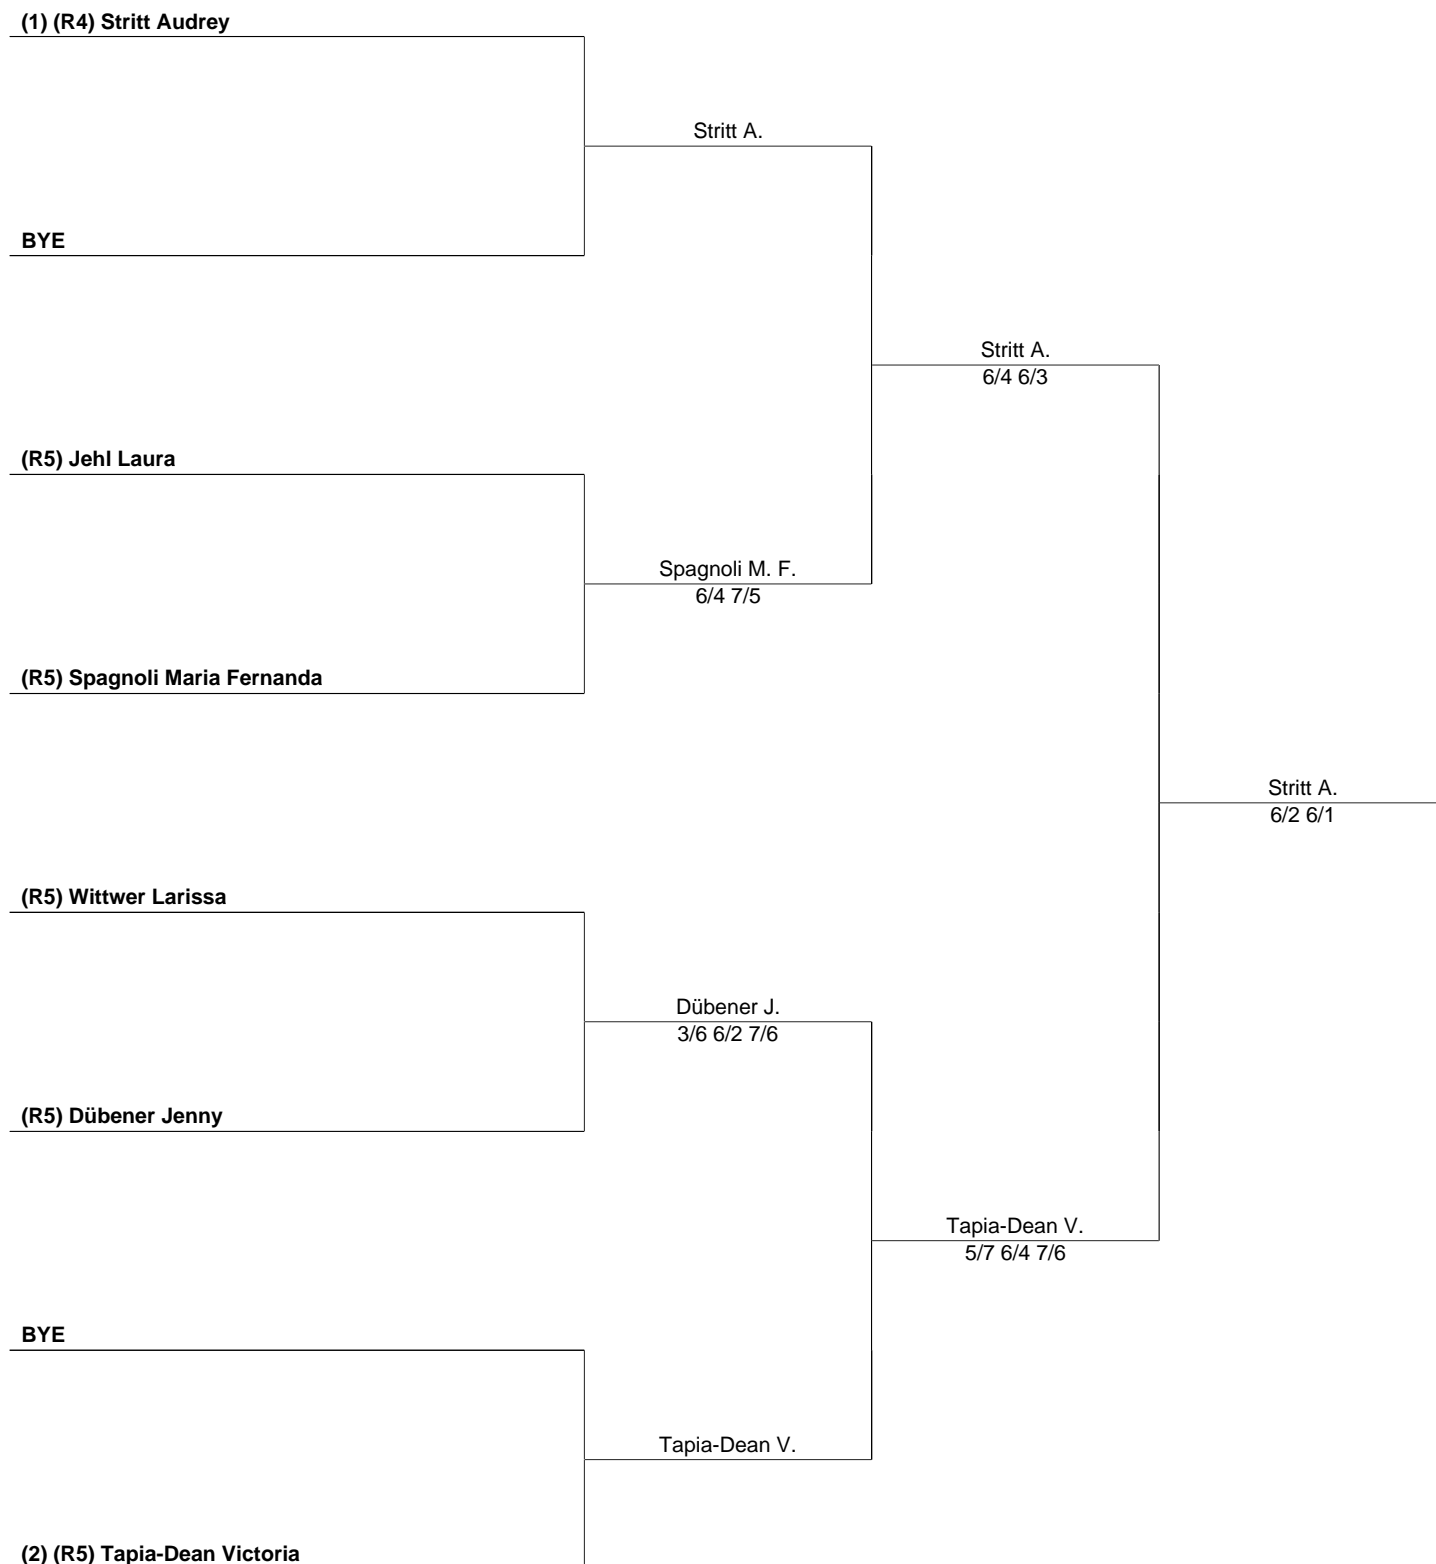 (1) (R4) Stritt Audrey
Stritt A.
BYE
Stritt A.
6/4 6/3
(R5) Jehl Laura
Spagnoli M. F.
6/4 7/5
(R5) Spagnoli Maria Fernanda
Stritt A.
6/2 6/1
(R5) Wittwer Larissa
Dübener J.
3/6 6/2 7/6
(R5) Dübener Jenny
Tapia-Dean V.
5/7 6/4 7/6
BYE
Tapia-Dean V.
(2) (R5) Tapia-Dean Victoria